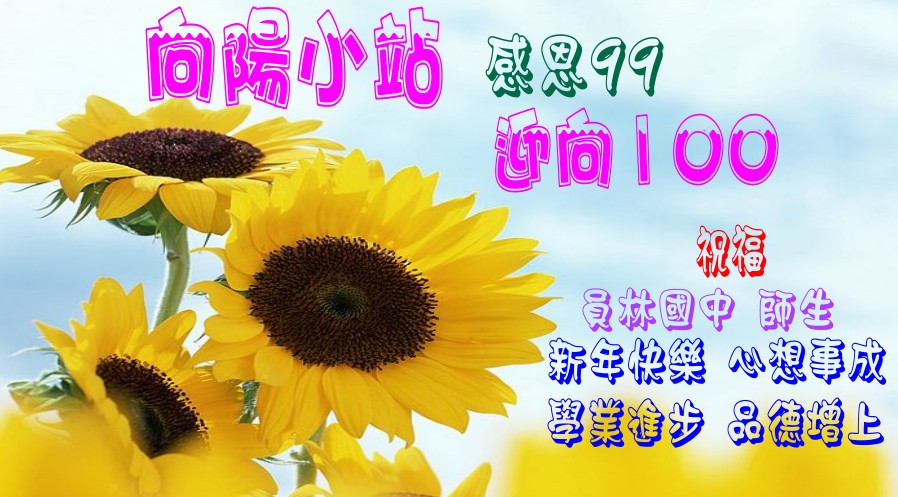 向陽小站 感恩99
迎向100
祝福
員林國中 師生
新年快樂 心想事成
學業進步 品德增上